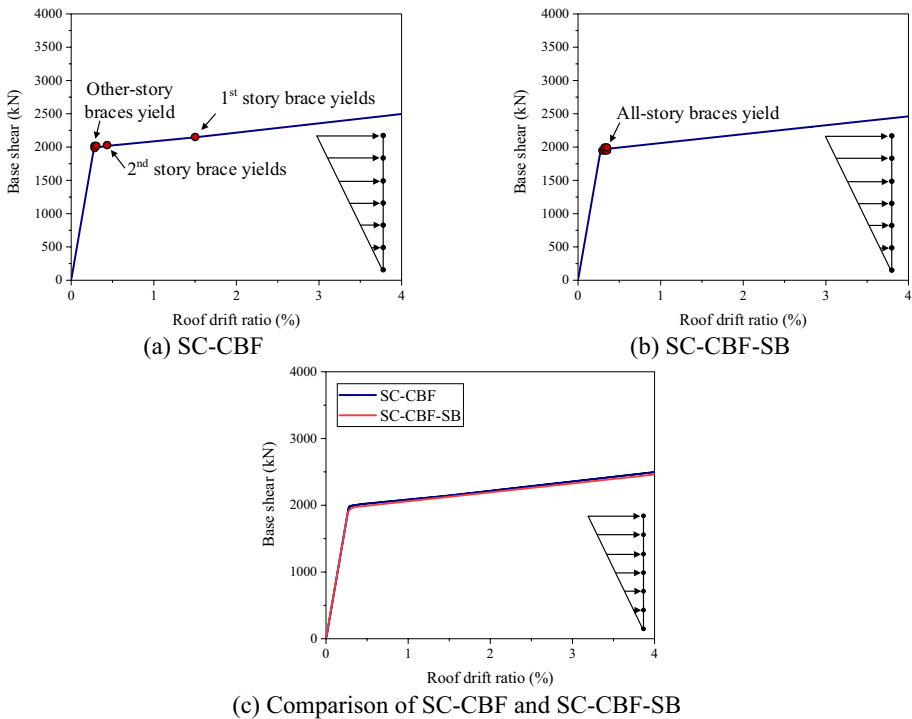 4000
3500
3000
2500
2000
1500
1000
500
0
Base shear (kN)
Other-story
braces yield
1st story brace yields
2nd story brace yields
0 1 2 3 4
Roof drift ratio (%)
(a) SC-CBF
4000
3500
3000
2500
2000
1500
1000
500
0
Base shear (kN)
All-story braces yield
0 1 2 3 4
Roof drift ratio (%)
(b) SC-CBF-SB
4000
3000
2000
1000
0
Base shear (kN)
SC-CBF
SC-CBF-SB
0 1 2 3 4
Roof drift ratio (%)
(c) Comparison of SC-CBF and SC-CBF-SB